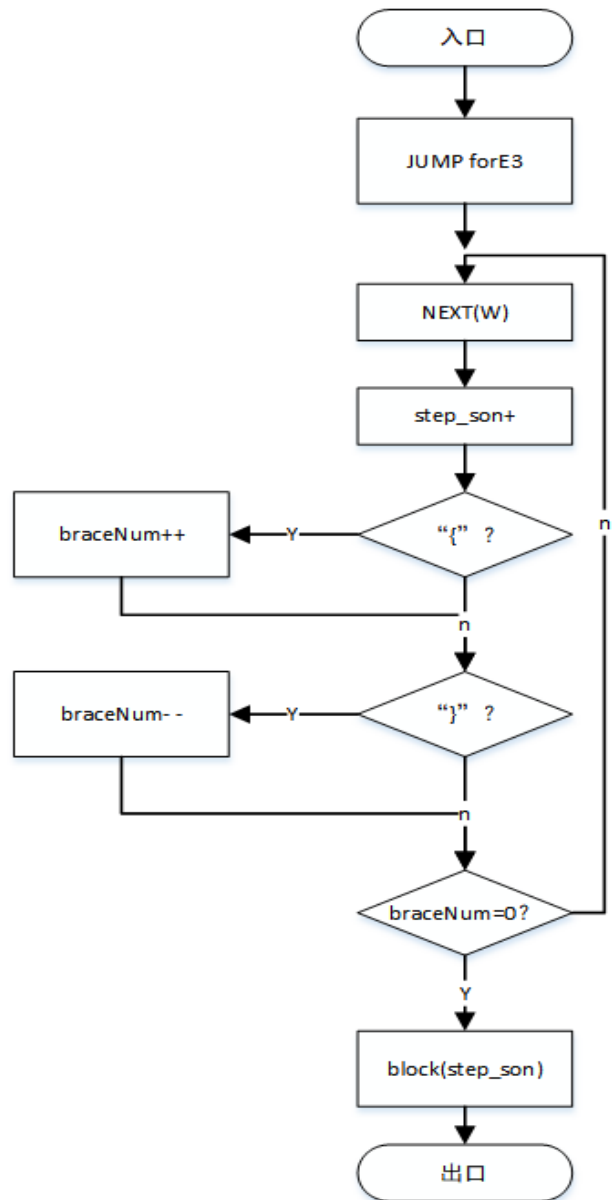 入口
JUMP forE3
NEXT(W)
step_son+
“{” ?
Y
braceNum++
n
n
“}” ?
Y
braceNum- -
n
braceNum=0?
Y
block(step_son)
出口